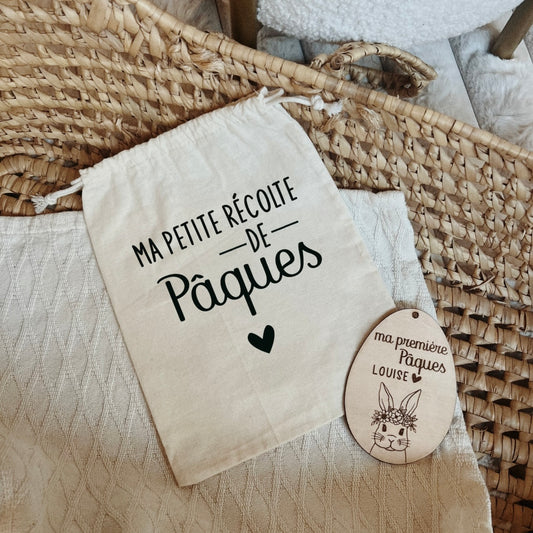 MA PETITE RÉCOLTE
DE
Pâques
ma première
Pâques
LOUISE